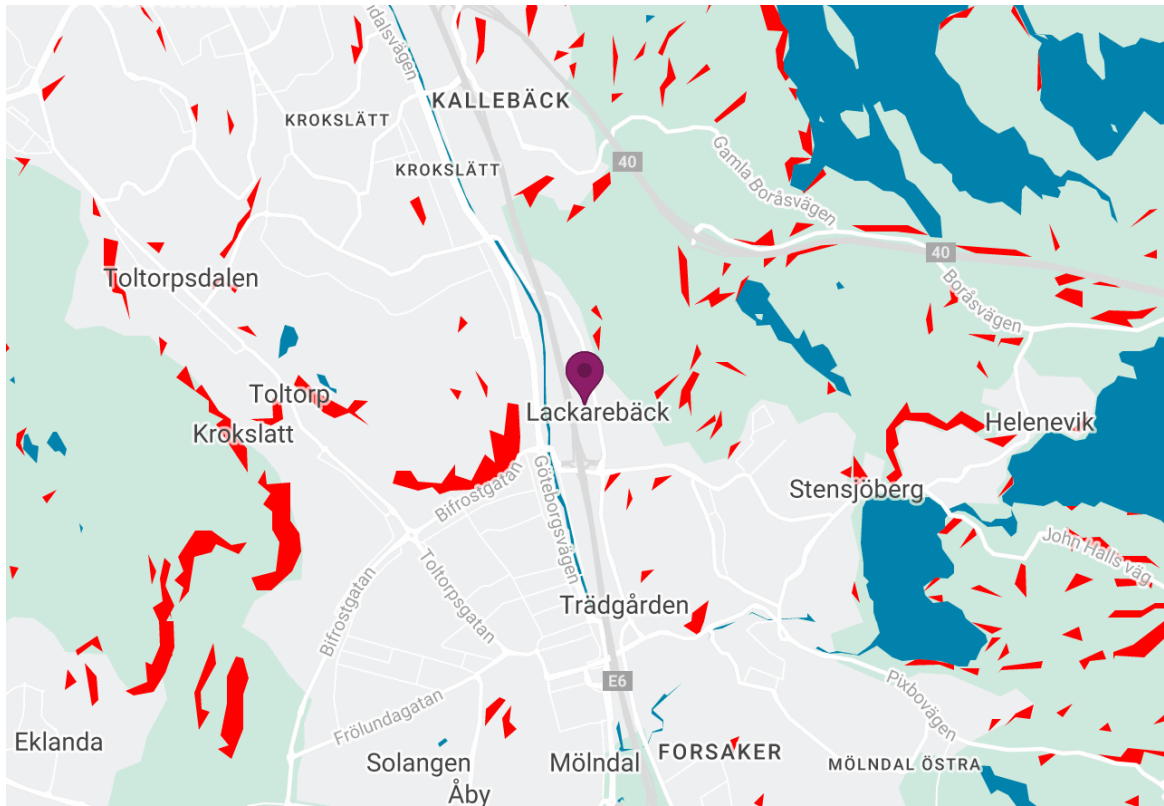 ndalsvägen
KALLEBÄCK
KROKSLÄTT
KROKSLÄTT
40
Gamla Boråsvägen
40
Toltorpsdalen
Boråsvägen
Toltorp
Lackarebäck
Helenevik
Krokslatt
Bifrostgatan
Göteborgsvägen
Stensjöberg
John Halls väg
Toltorpsgatan
Bifrostgatan
Trädgården
E6
Pixbovägen
Frölundagatan
Eklanda
Solangen
Mölndal
FORSAKER
MÖLNDAL ÖSTRA
Åby